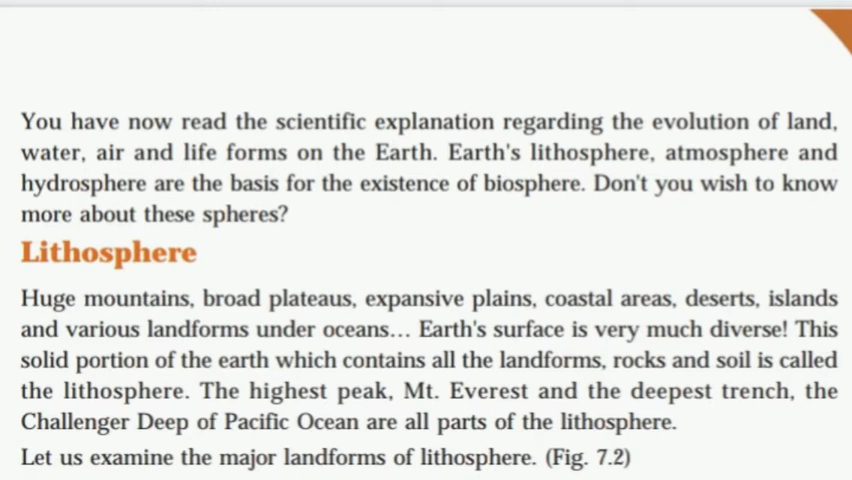 You have now read the scientific explanation regarding the evolution of land,
water, air and life forms on the Earth. Earth's lithosphere, atmosphere and
hydrosphere are the basis for the existence of biosphere. Don't you wish to know
more about these spheres?
Lithosphere
Huge mountains, broad plateaus, expansive plains, coastal areas, deserts, islands
and various landforms under oceans... Earth's surface is very much diverse! This
solid portion of the earth which contains all the landforms, rocks and soil is called
the lithosphere. The highest peak, Mt. Everest and the deepest trench, the
Challenger Deep of Pacific Ocean are all parts of the lithosphere.
Let us examine the major landforms of lithosphere. (Fig. 7.2)